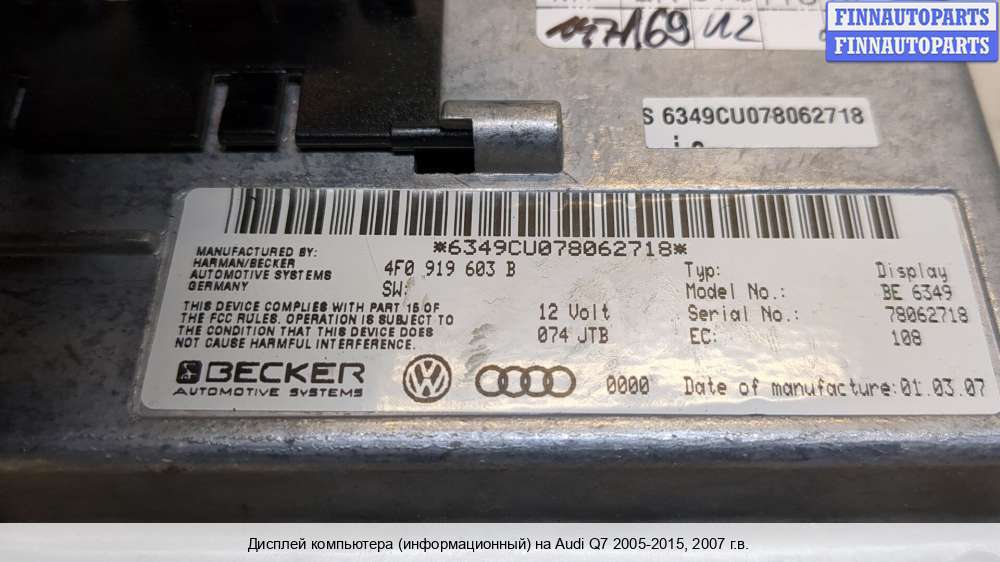 FINNAUTOPARTS
FINNAUTOPARTS
S 6349CU078062718
*6349CU078062718*
MANUFACTURED BY:
HARMAN/BECKER
AUTOMOTIVE SYSTEMS
GERMANY
4F0 919 603 B
SW:
THIS DEVICE COMPLIES WITH PART 15 OF
THE FCC RULES. OPERATION IS SUBJECT TO
THE CONDITION THAT THIS DEVICE DOES
NOT CAUSE HARMFUL INTERFERENCE.
12 Volt
074 JTB
Typ: Display
Model No.: BE 6349
Serial No.: 78062718
EC: 108
BECKER
AUTOMOTIVE SYSTEMS
0000
Date of manufacture: 01.03.07
Дисплей компьютера (информационный) на Audi Q7 2005-2015, 2007 г.в.